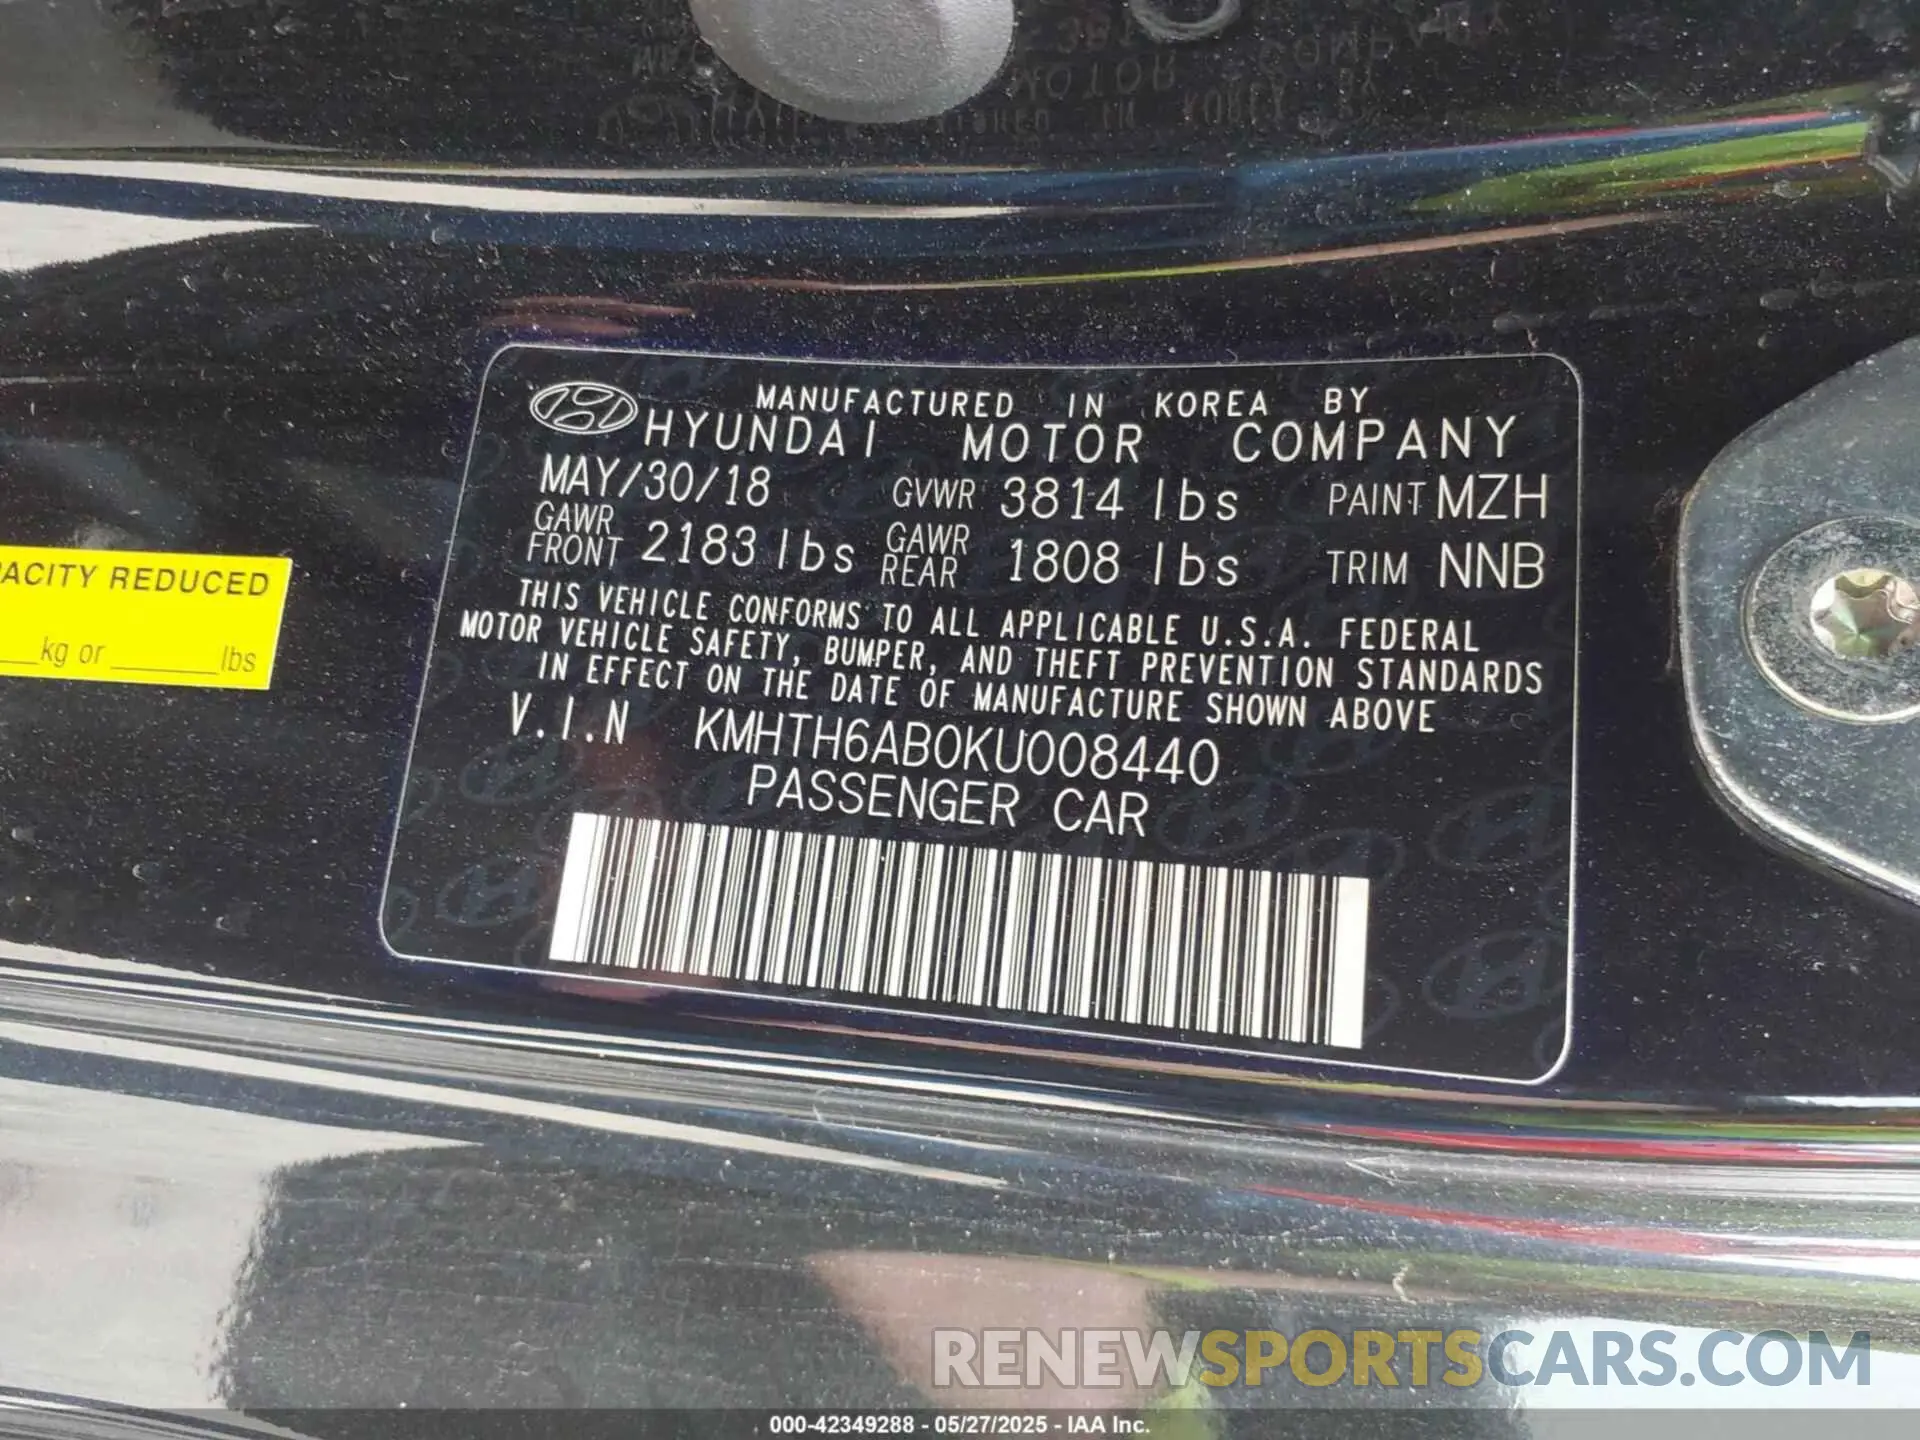 MANUFACTURED IN KOREA BY
HYUNDAI MOTOR COMPANY
MAY/30/18 GVWR 3814 lbs PAINT MZH
GAWR FRONT 2183 lbs GAWR REAR 1808 lbs TRIM NNB
THIS VEHICLE CONFORMS TO ALL APPLICABLE U.S.A. FEDERAL
MOTOR VEHICLE SAFETY, BUMPER, AND THEFT PREVENTION STANDARDS
IN EFFECT ON THE DATE OF MANUFACTURE SHOWN ABOVE
V.I.N KMHTH6AB0KU008440
PASSENGER CAR
ACITY REDUCED
___kg or _______lbs
RENEWSPORTSCARS.COM
000-42349288 - 05/27/2025 - IAA Inc.